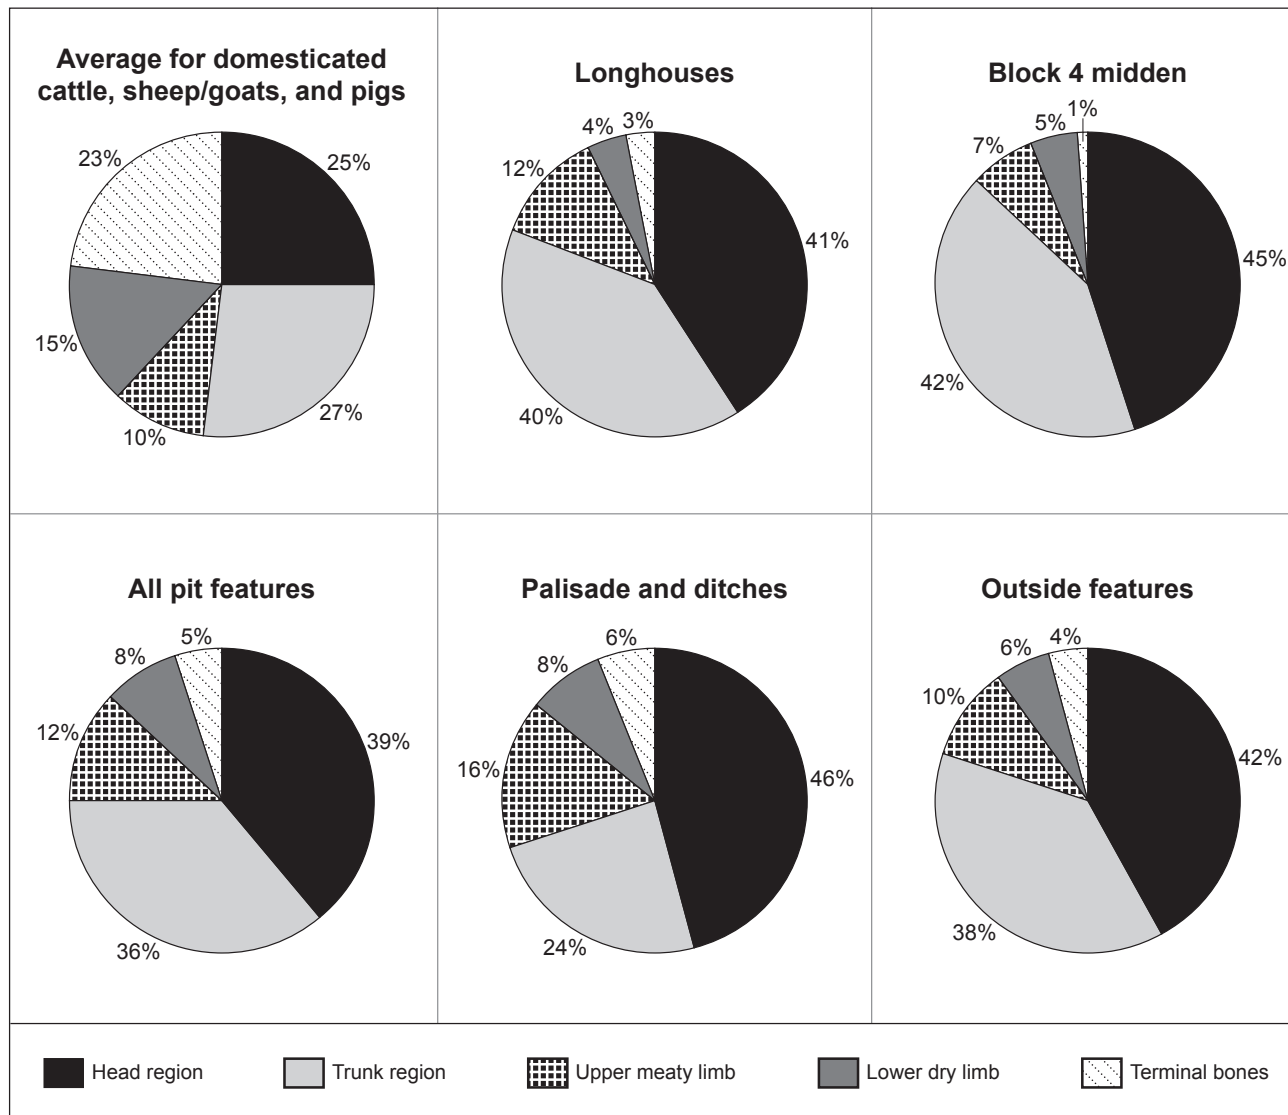 Average for domesticated
cattle, sheep/goats, and pigs
23%
25%
15%
10%
27%
Longhouses
3%
4%
12%
41%
40%
Block 4 midden
1%
5%
7%
45%
42%
All pit features
5%
8%
12%
39%
36%
Palisade and ditches
6%
8%
16%
46%
24%
Outside features
4%
6%
10%
42%
38%
Head region
Trunk region
Upper meaty limb
Lower dry limb
Terminal bones